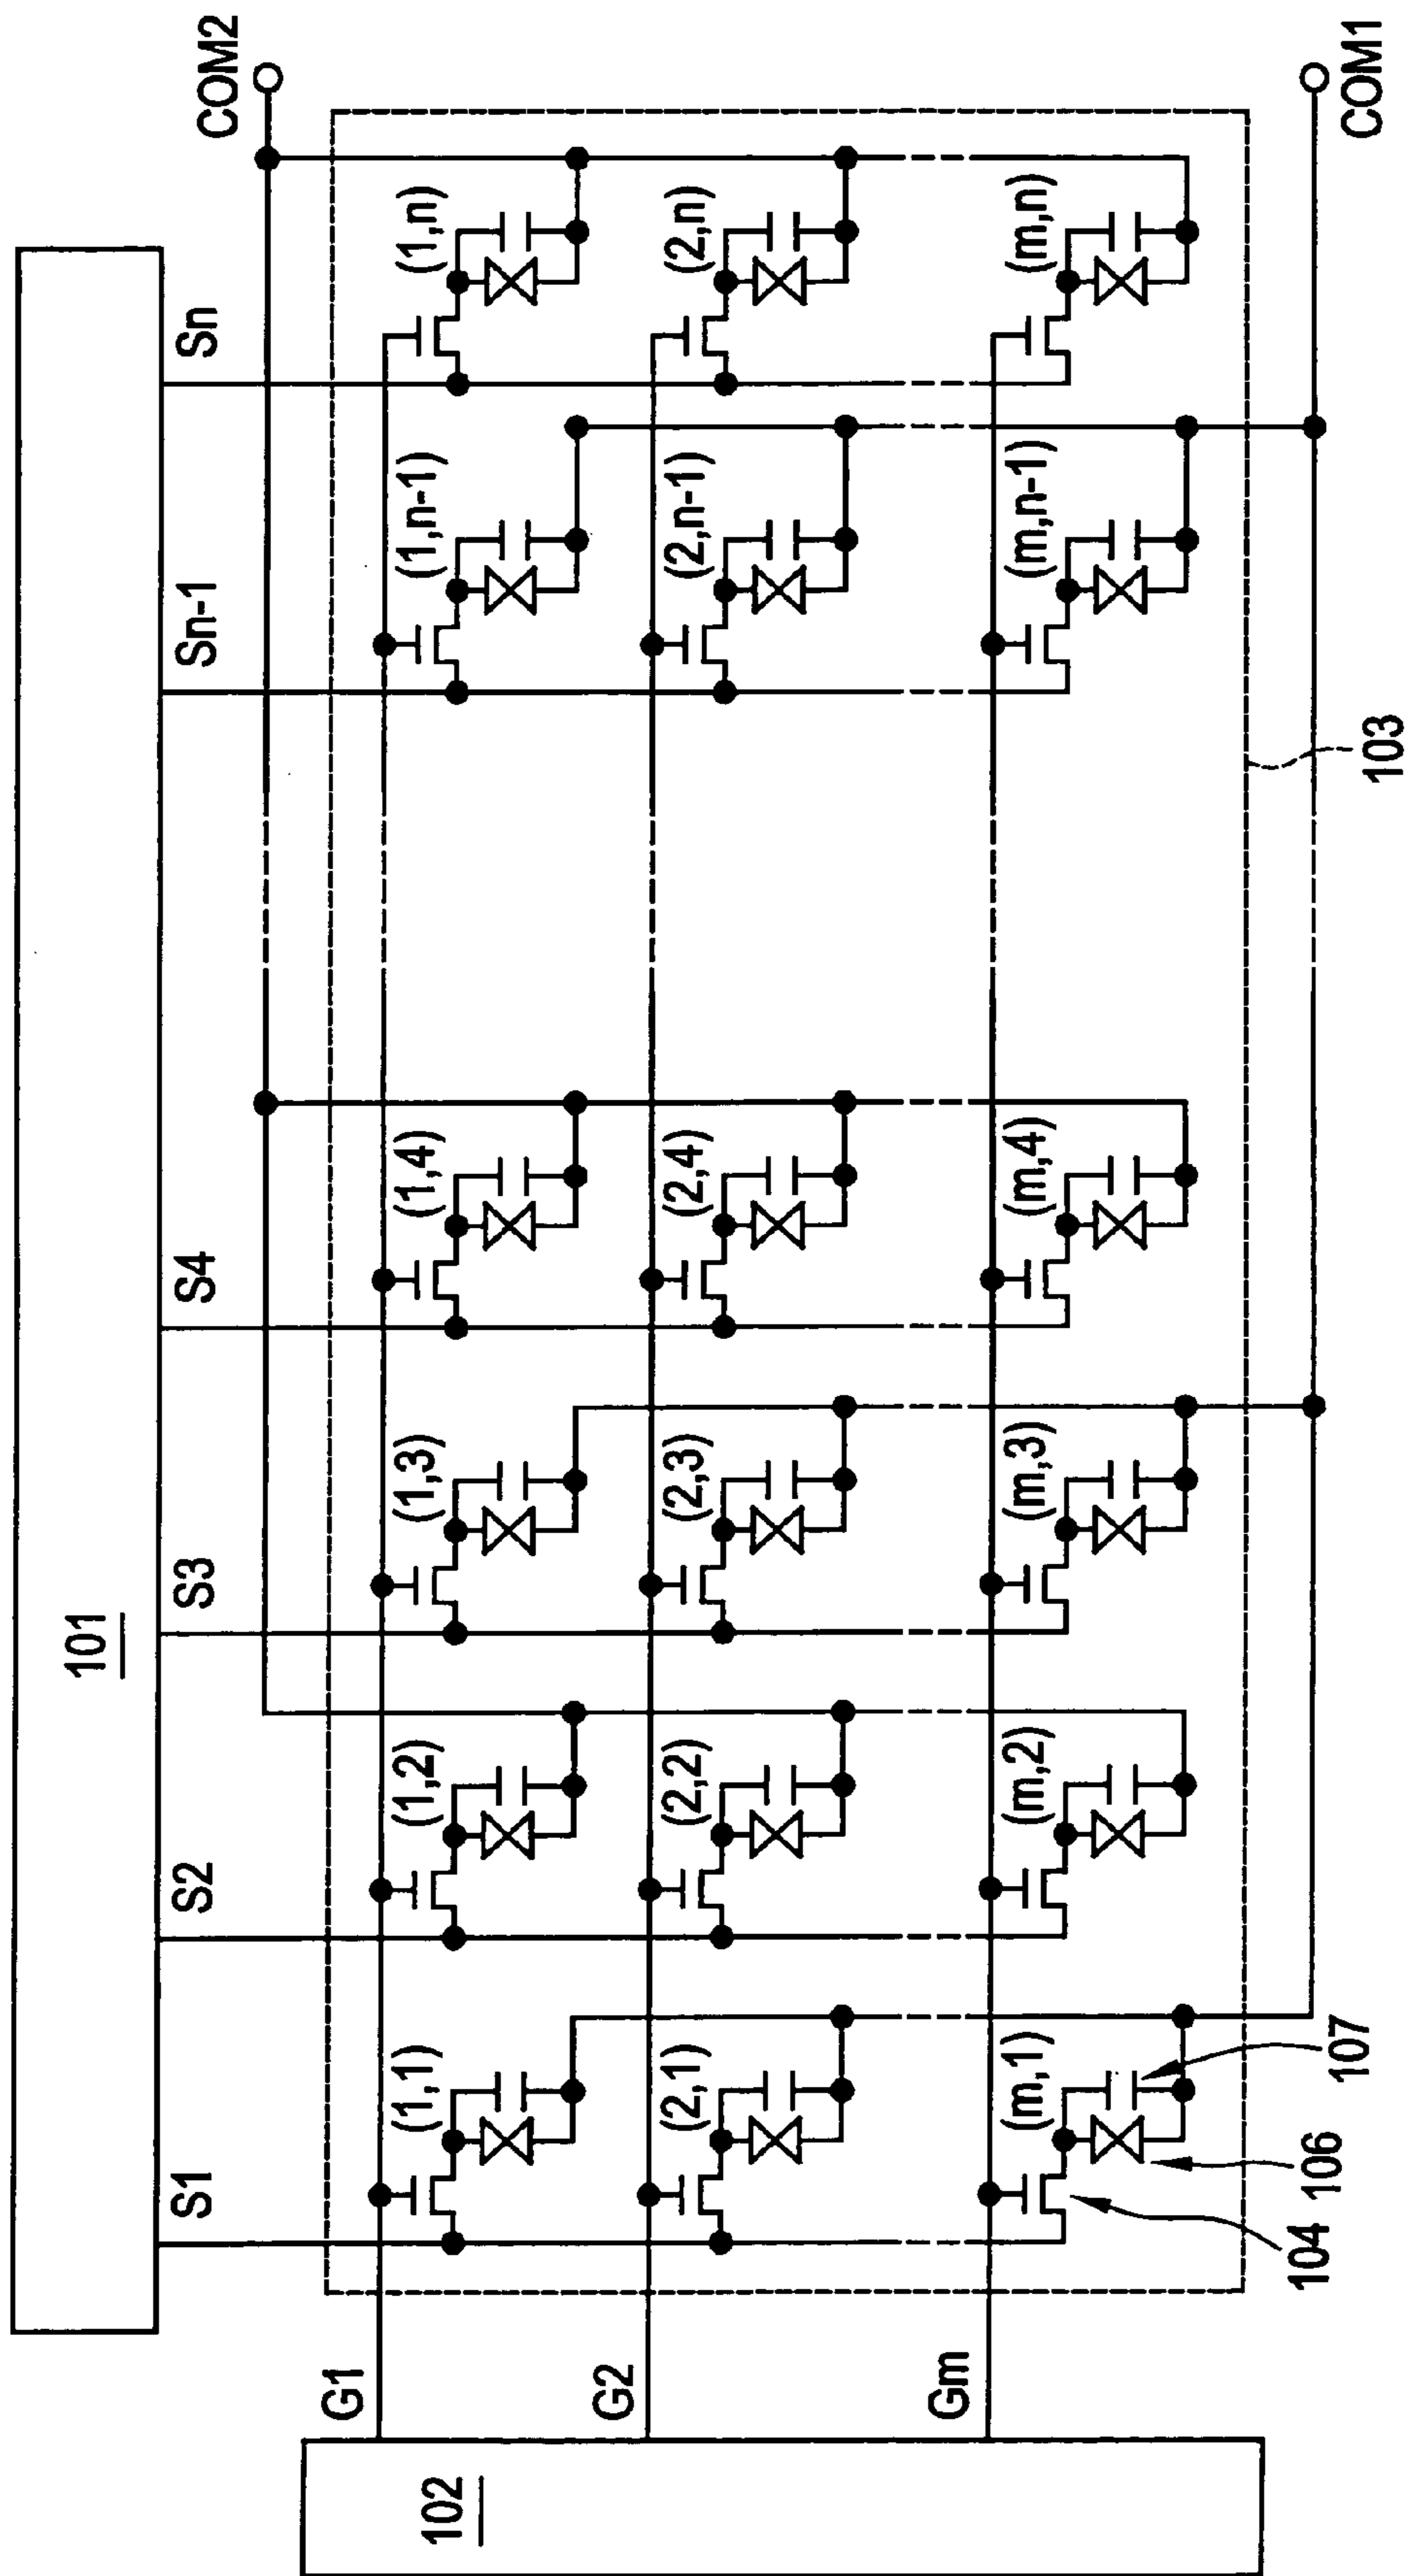 101
S1 S2 S3 S4 Sn-1 Sn
COM2
G1
(1,1) (1,2) (1,3) (1,4) (1,n-1) (1,n)
G2
(2,1) (2,2) (2,3) (2,4) (2,n-1) (2,n)
102
Gm
(m,1) (m,2) (m,3) (m,4) (m,n-1) (m,n)
COM1
104 106 107
103